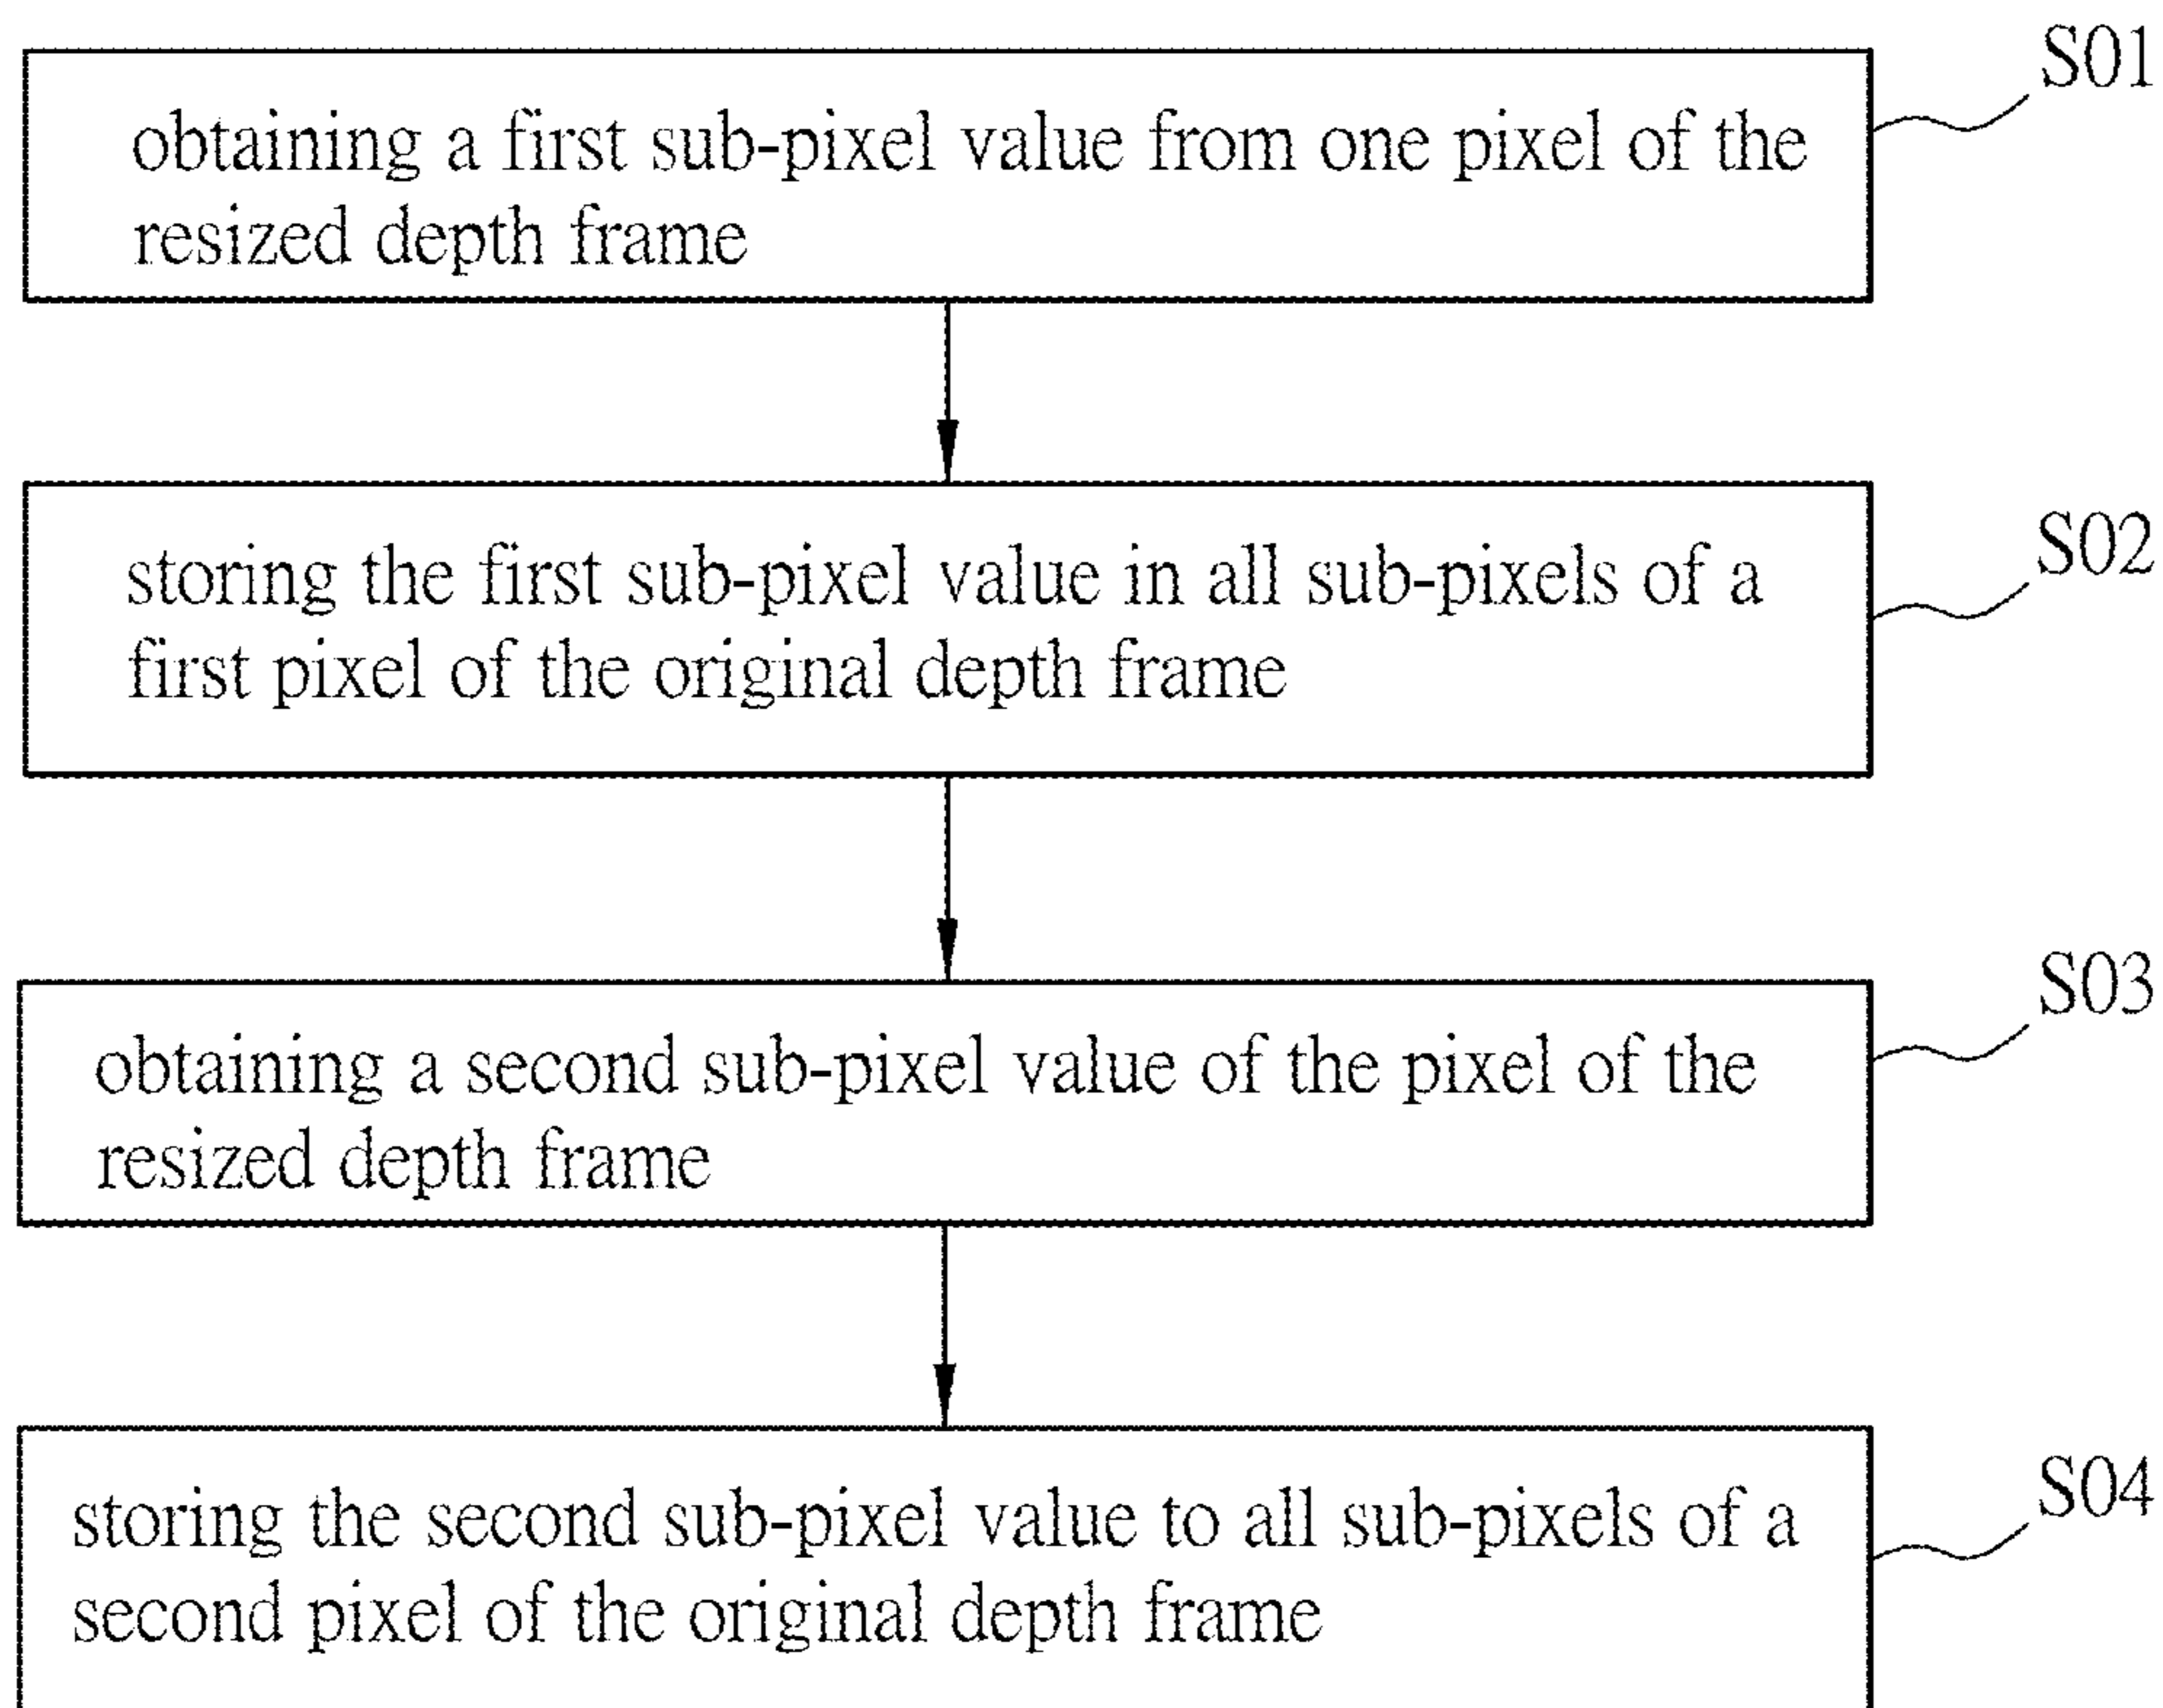 S01
obtaining a first sub-pixel value from one pixel of the
resized depth frame
S02
storing the first sub-pixel value in all sub-pixels of a
first pixel of the original depth frame
S03
obtaining a second sub-pixel value of the pixel of the
resized depth frame
S04
storing the second sub-pixel value to all sub-pixels of a
second pixel of the original depth frame